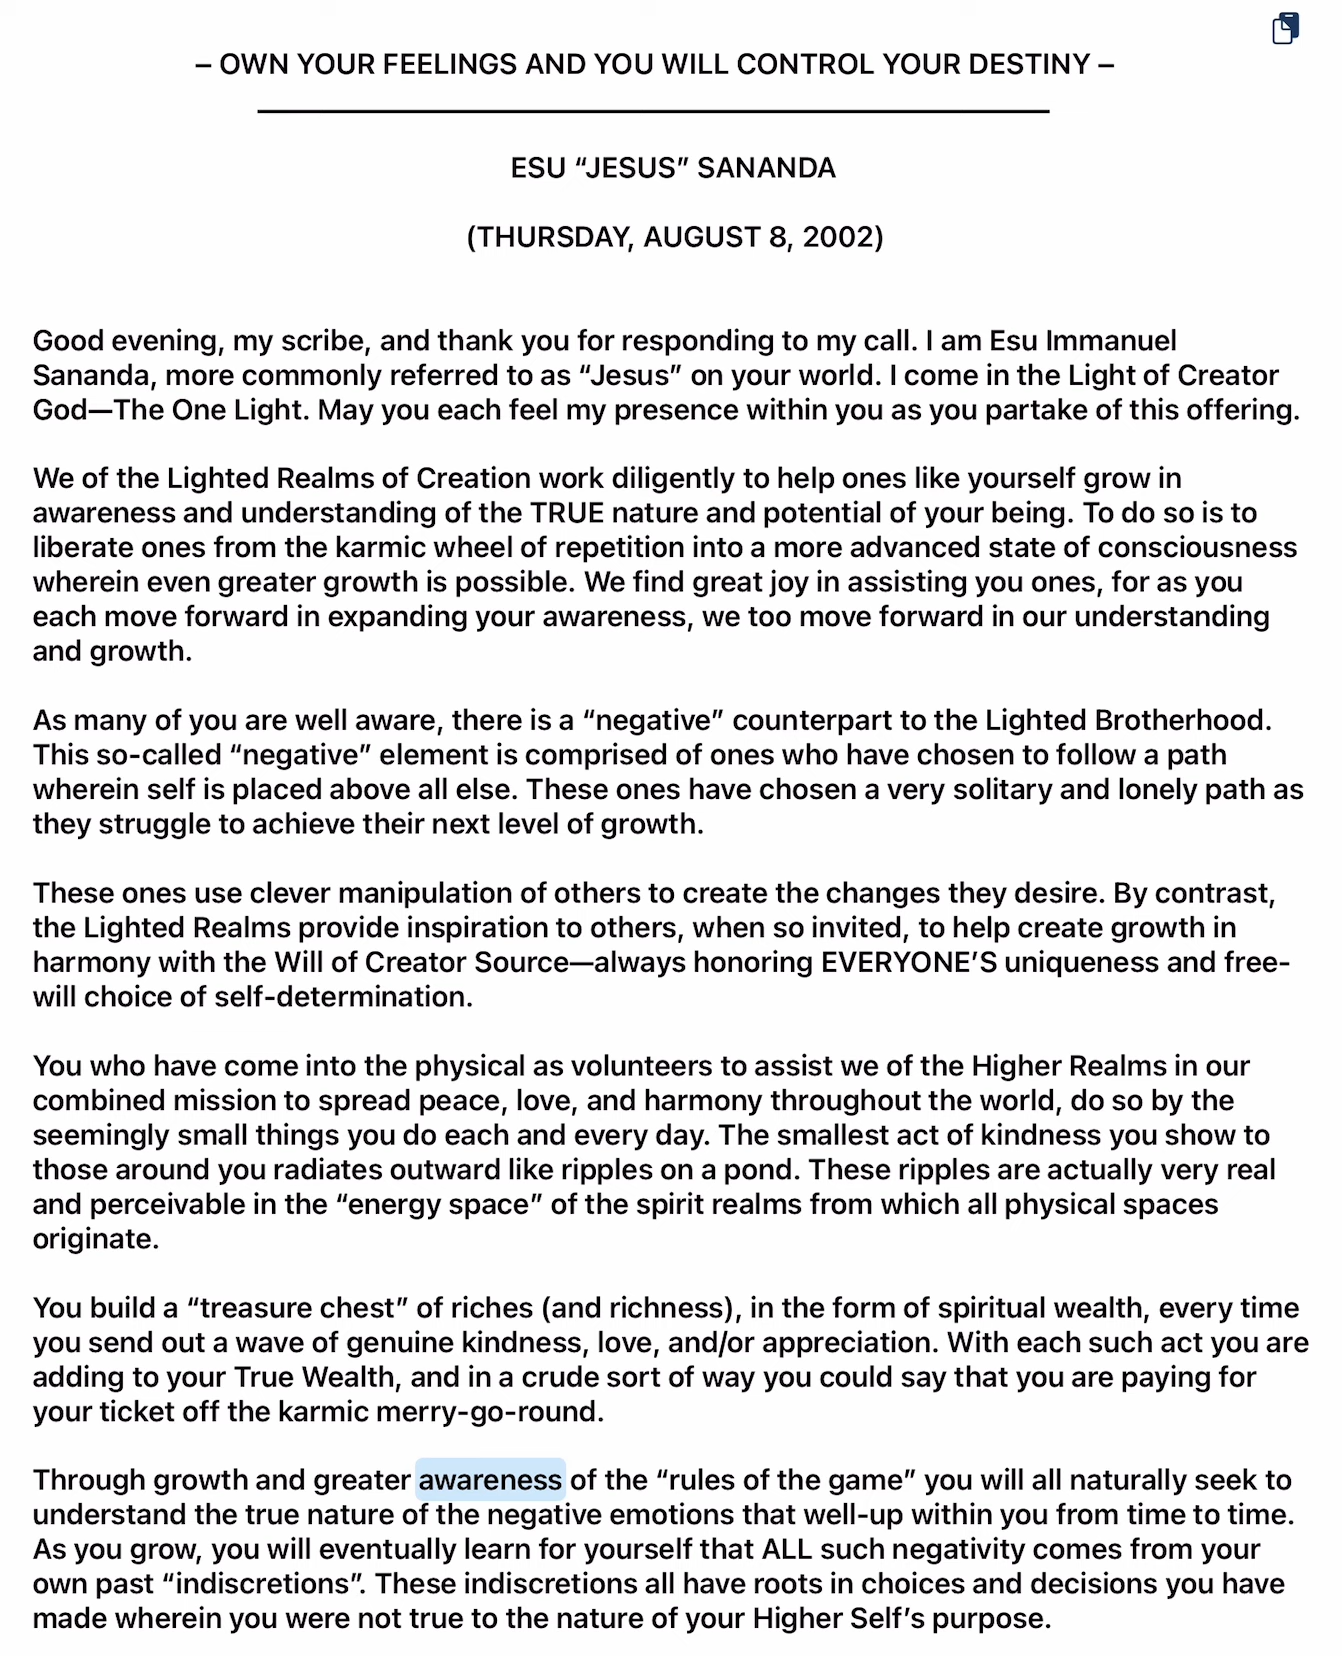 – OWN YOUR FEELINGS AND YOU WILL CONTROL YOUR DESTINY –
ESU “JESUS” SANANDA
(THURSDAY, AUGUST 8, 2002)
Good evening, my scribe, and thank you for responding to my call. I am Esu Immanuel
Sananda, more commonly referred to as “Jesus” on your world. I come in the Light of Creator
God—The One Light. May you each feel my presence within you as you partake of this offering.
We of the Lighted Realms of Creation work diligently to help ones like yourself grow in
awareness and understanding of the TRUE nature and potential of your being. To do so is to
liberate ones from the karmic wheel of repetition into a more advanced state of consciousness
wherein even greater growth is possible. We find great joy in assisting you ones, for as you
each move forward in expanding your awareness, we too move forward in our understanding
and growth.
As many of you are well aware, there is a “negative” counterpart to the Lighted Brotherhood.
This so-called “negative” element is comprised of ones who have chosen to follow a path
wherein self is placed above all else. These ones have chosen a very solitary and lonely path as
they struggle to achieve their next level of growth.
These ones use clever manipulation of others to create the changes they desire. By contrast,
the Lighted Realms provide inspiration to others, when so invited, to help create growth in
harmony with the Will of Creator Source—always honoring EVERYONE’S uniqueness and free-
will choice of self-determination.
You who have come into the physical as volunteers to assist we of the Higher Realms in our
combined mission to spread peace, love, and harmony throughout the world, do so by the
seemingly small things you do each and every day. The smallest act of kindness you show to
those around you radiates outward like ripples on a pond. These ripples are actually very real
and perceivable in the “energy space” of the spirit realms from which all physical spaces
originate.
You build a “treasure chest” of riches (and richness), in the form of spiritual wealth, every time
you send out a wave of genuine kindness, love, and/or appreciation. With each such act you are
adding to your True Wealth, and in a crude sort of way you could say that you are paying for
your ticket off the karmic merry-go-round.
Through growth and greater awareness of the “rules of the game” you will all naturally seek to
understand the true nature of the negative emotions that well-up within you from time to time.
As you grow, you will eventually learn for yourself that ALL such negativity comes from your
own past “indiscretions”. These indiscretions all have roots in choices and decisions you have
made wherein you were not true to the nature of your Higher Self’s purpose.